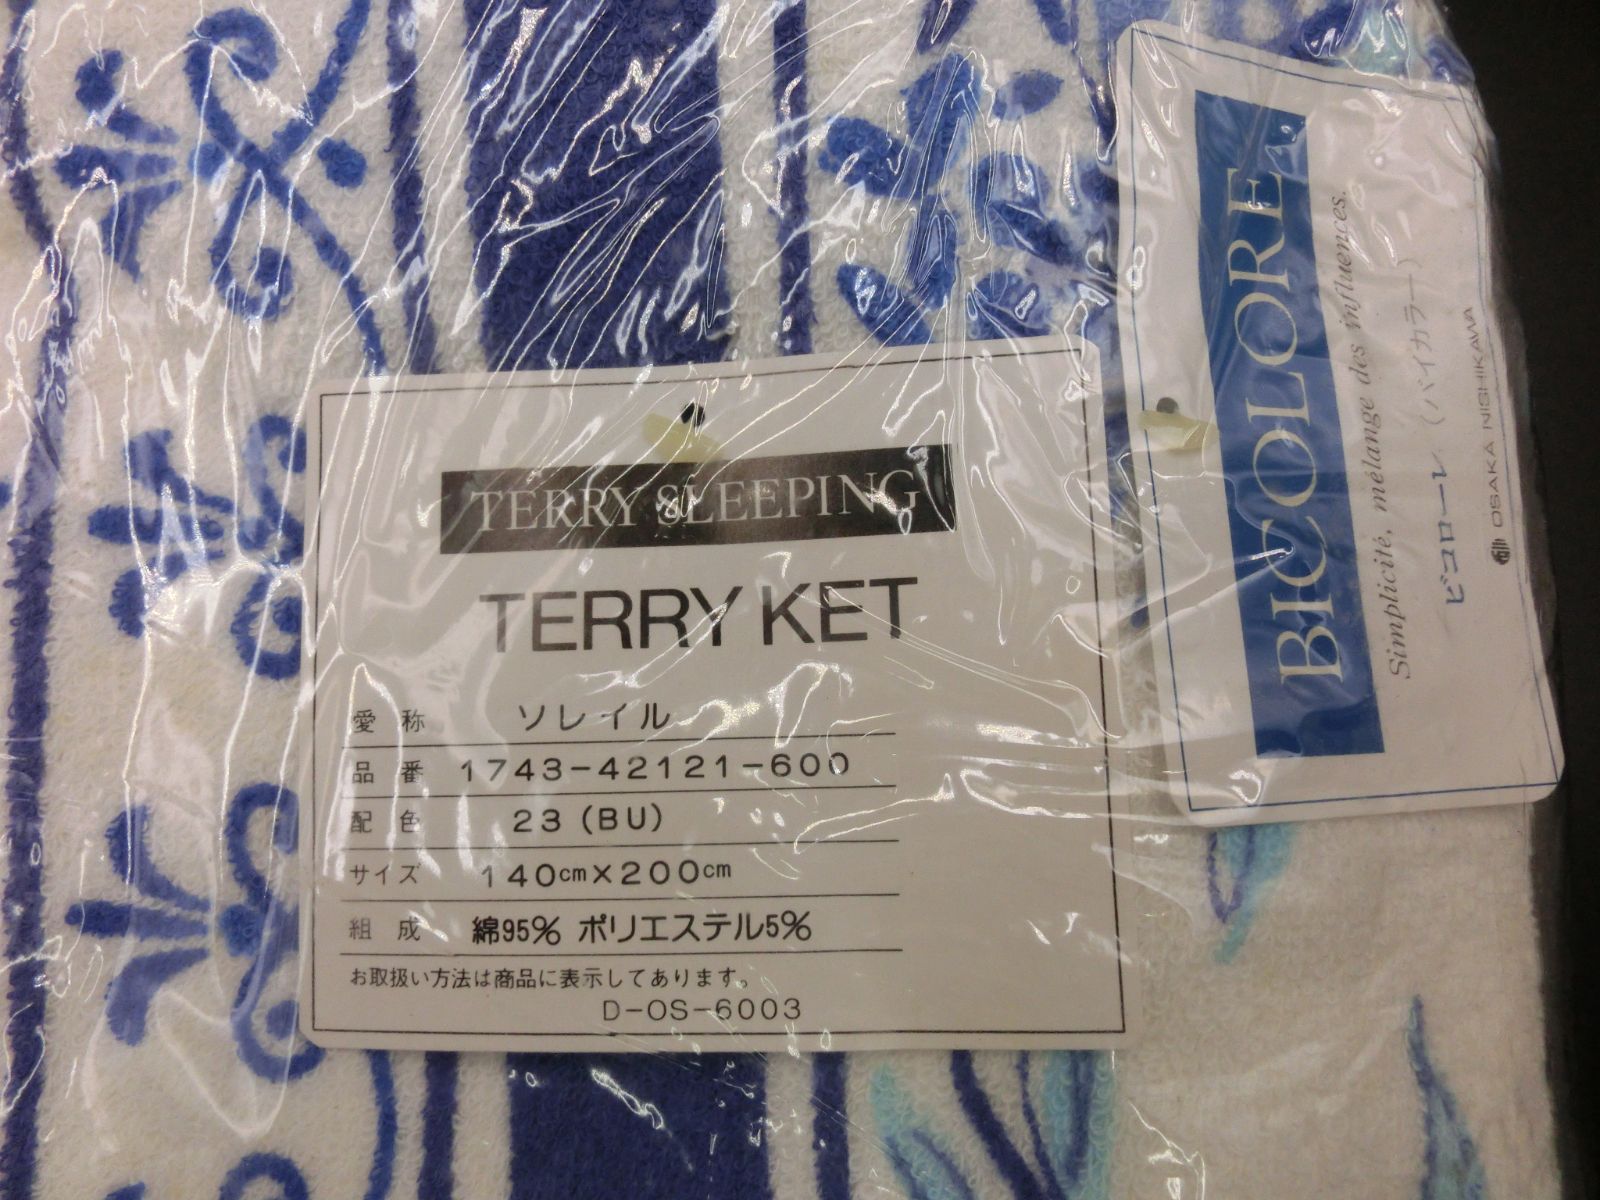 TERRY SLEEPING
TERRY KET
愛称 ソレイル
品番 1743-42121-600
配色 23 (BU)
サイズ 140cm×200cm
組成 綿95% ポリエステル5%
お取扱い方法は商品に表示してあります。
D-OS-6003
BICOLORE
Simplicité, mélange des influences.
ビコローレ (バイカラー)
OSAKA NISHIKAWA